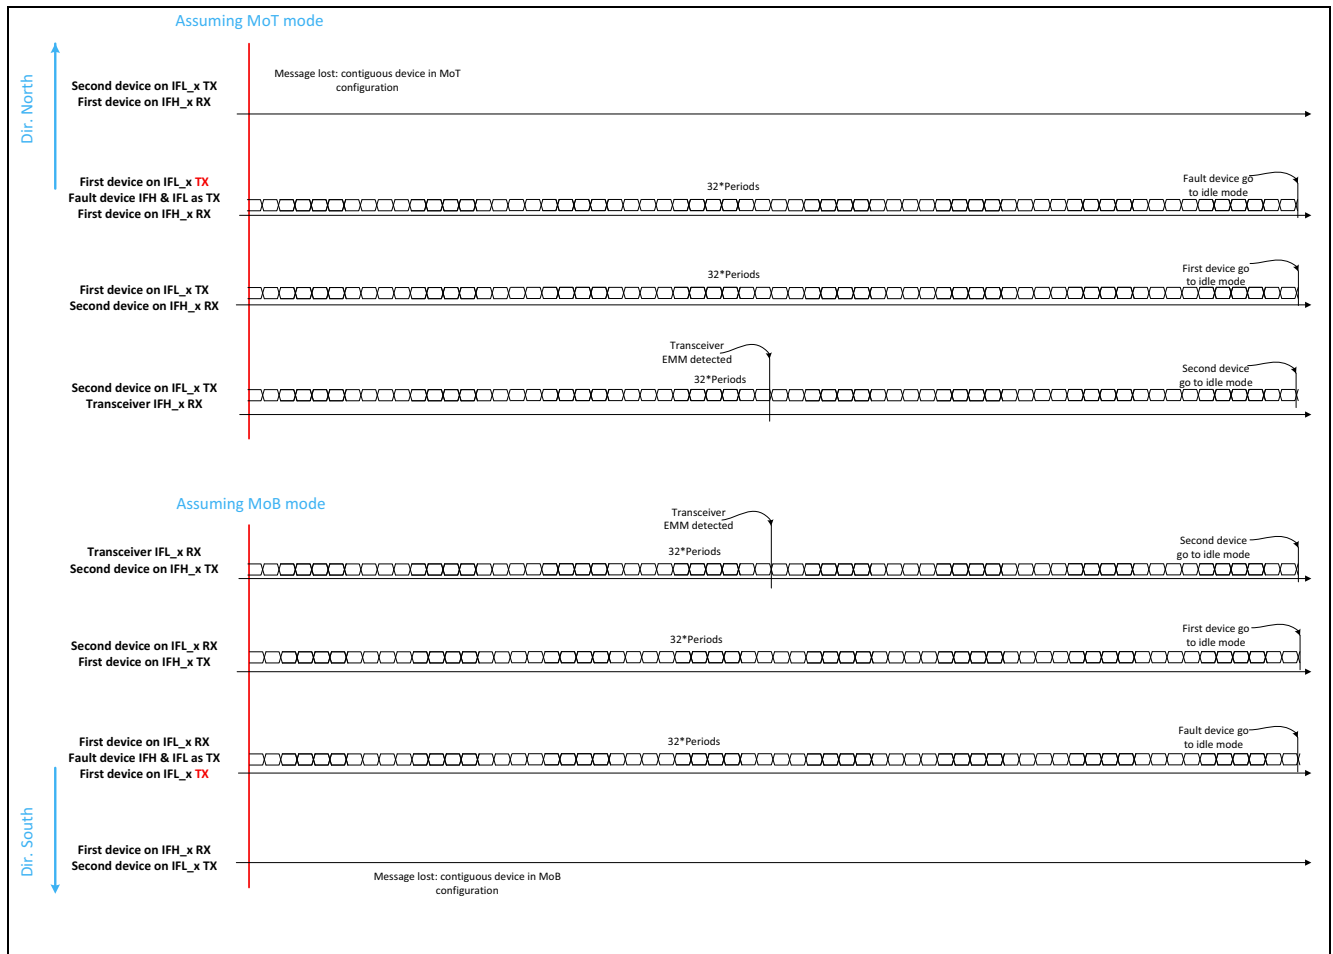 Assuming MoT mode
Dir. North
Message lost: contiguous device in MoT
configuration
Second device on IFL_x TX
First device on IFH_x RX
First device on IFL_x TX
Fault device IFH & IFL as TX
First device on IFH_x RX
32*Periods
Fault device go
to idle mode
First device on IFL_x TX
Second device on IFH_x RX
32*Periods
First device go
to idle mode
Transceiver
EMM detected
Second device on IFL_x TX
Transceiver IFH_x RX
32*Periods
Second device
go to idle mode
Assuming MoB mode
Transceiver
EMM detected
Transceiver IFL_x RX
Second device on IFH_x TX
32*Periods
Second device
go to idle mode
Second device on IFL_x RX
First device on IFH_x TX
32*Periods
First device go
to idle mode
First device on IFL_x RX
Fault device IFH & IFL as TX
First device on IFL_x TX
32*Periods
Fault device go
to idle mode
Dir. South
First device on IFH_x RX
Second device on IFL_x TX
Message lost: contiguous device in MoB
configuration